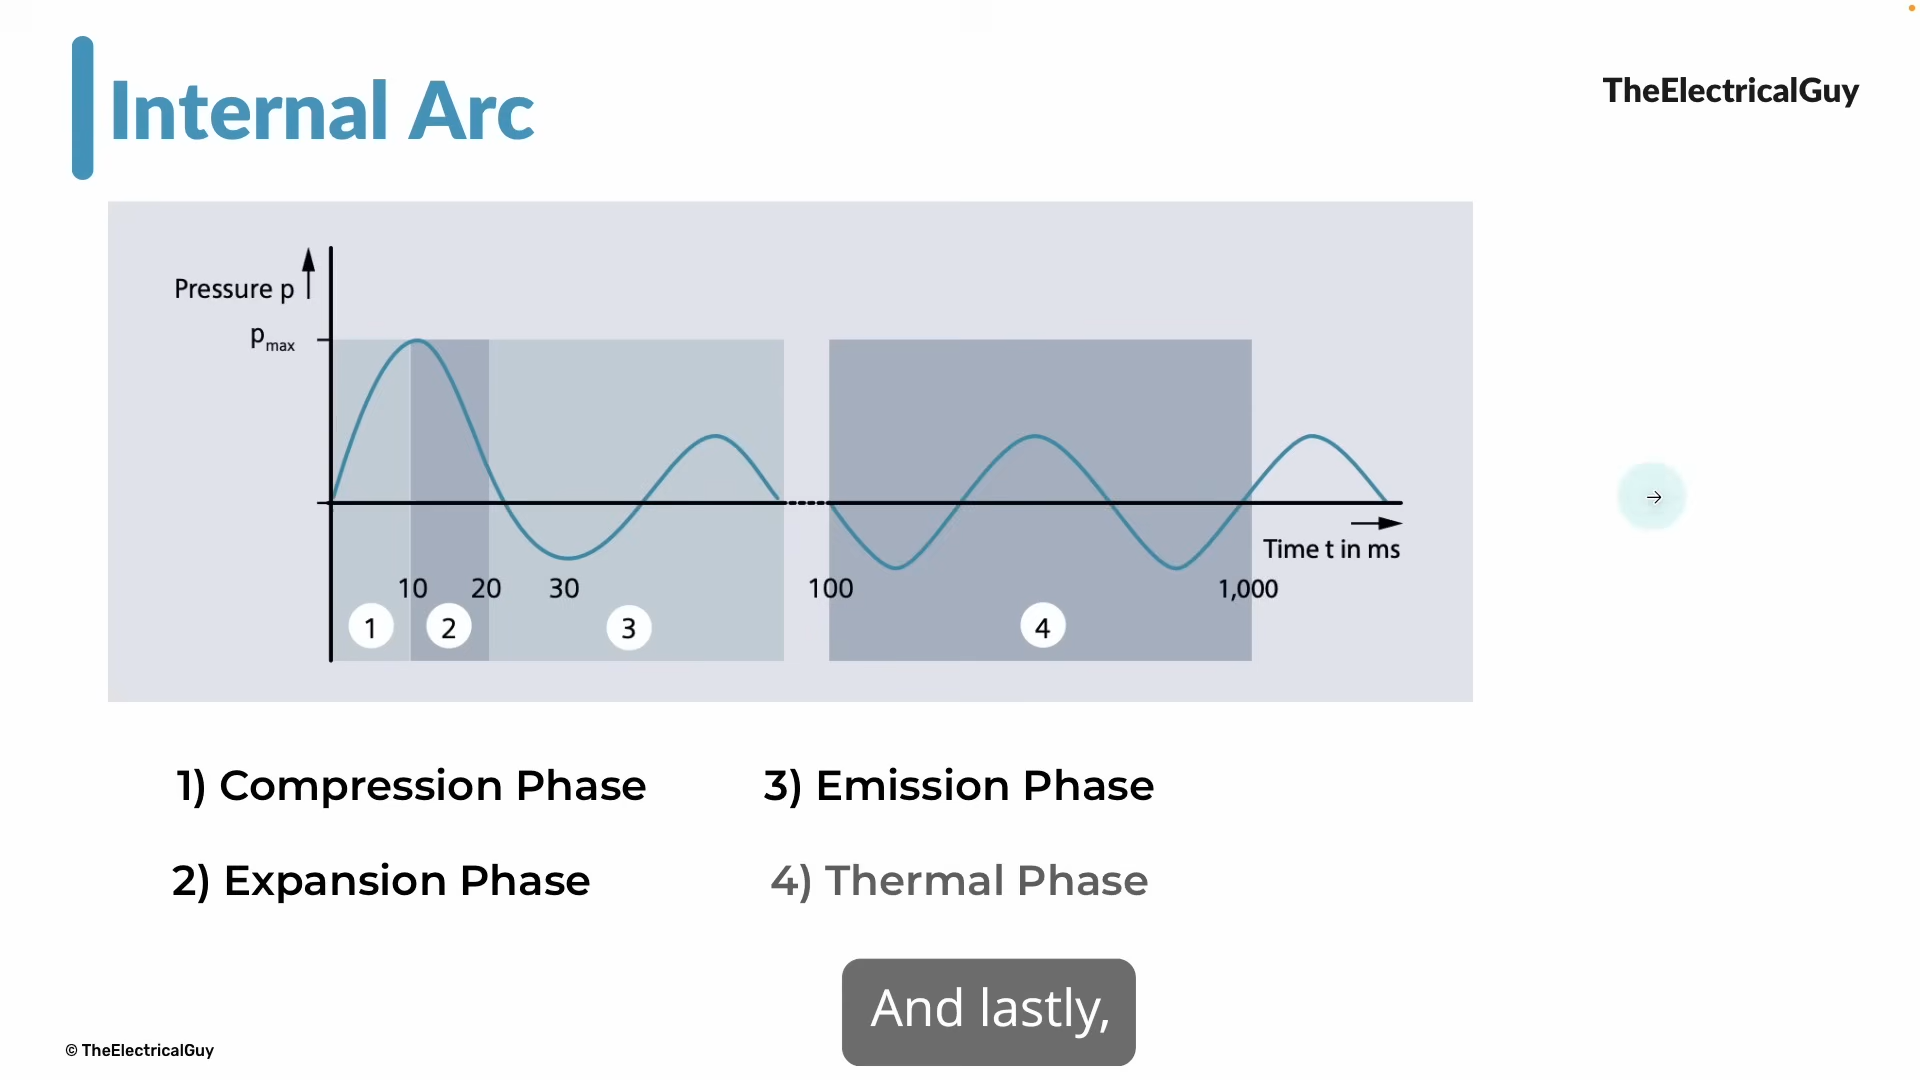 Internal Arc
TheElectricalGuy
Pressure p
pmax
Time t in ms
10 20 30 100 1,000
1 2 3 4
1) Compression Phase
3) Emission Phase
2) Expansion Phase
4) Thermal Phase
And lastly,
© TheElectricalGuy